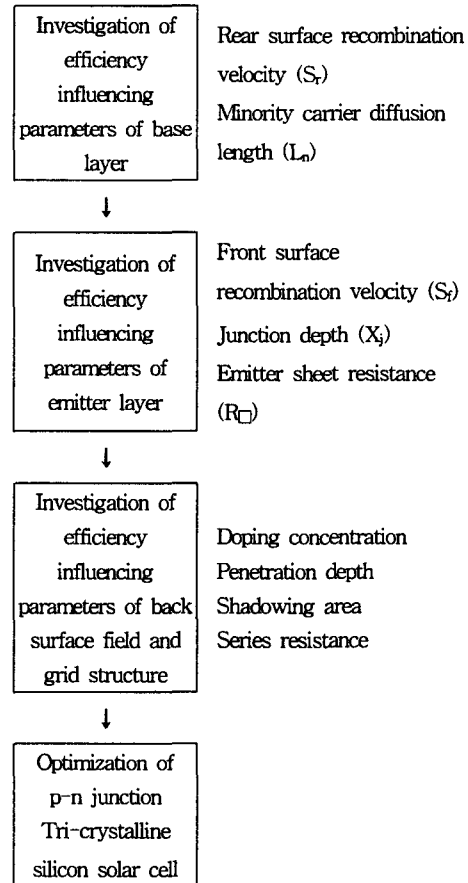 Investigation of
efficiency
influencing
parameters of base
layer
Rear surface recombination
velocity (Sᵣ)
Minority carrier diffusion
length (Lₙ)
↓
Investigation of
efficiency
influencing
parameters of
emitter layer
Front surface
recombination velocity (S_f)
Junction depth (Xⱼ)
Emitter sheet resistance
(R□)
↓
Investigation of
efficiency
influencing
parameters of back
surface field and
grid structure
Doping concentration
Penetration depth
Shadowing area
Series resistance
↓
Optimization of
p-n junction
Tri-crystalline
silicon solar cell